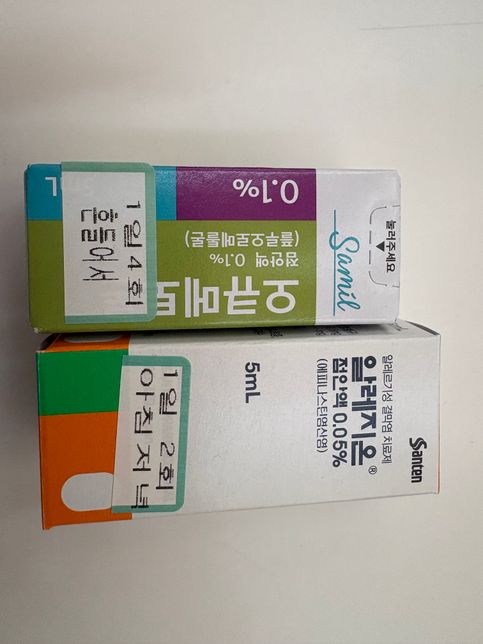 5mL
0.1%
Samil
눌러주세요
오큐메토
점안액 0.1%
(플루오로메톨론)
1일 4회
흔들어서
Santen
알레르기성 결막염 치료제
알레지온®
점안액 0.05%
(에피나스틴염산염)
5mL
1일 2회
아침 저녁